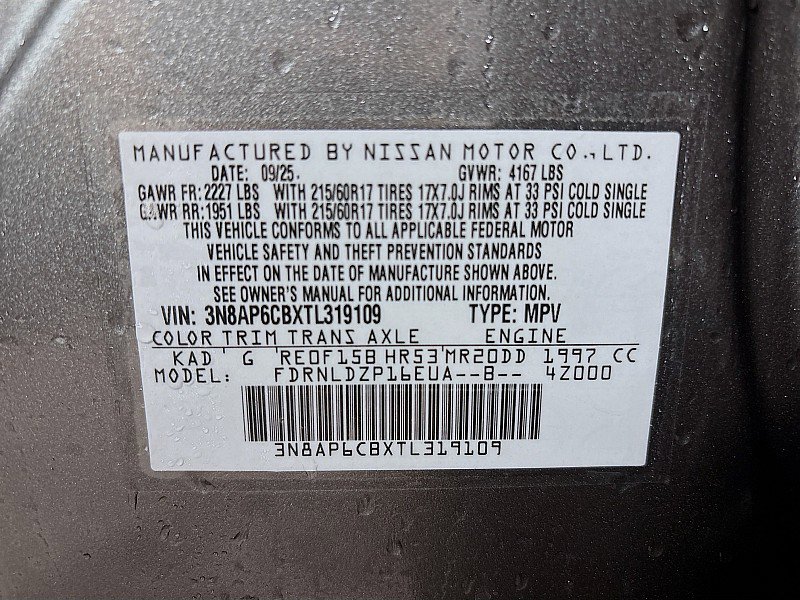 MANUFACTURED BY NISSAN MOTOR CO.,LTD.
DATE: 09/25. GVWR: 4167 LBS
GAWR FR: 2227 LBS WITH 215/60R17 TIRES 17X7.0J RIMS AT 33 PSI COLD SINGLE
GAWR RR: 1951 LBS WITH 215/60R17 TIRES 17X7.0J RIMS AT 33 PSI COLD SINGLE
THIS VEHICLE CONFORMS TO ALL APPLICABLE FEDERAL MOTOR
VEHICLE SAFETY AND THEFT PREVENTION STANDARDS
IN EFFECT ON THE DATE OF MANUFACTURE SHOWN ABOVE.
SEE OWNER'S MANUAL FOR ADDITIONAL INFORMATION.
VIN: 3N8AP6CBXTL319109 TYPE: MPV
COLOR TRIM TRANS AXLE ENGINE
KAD G RE0F15B HR53 MR20DD 1997 CC
MODEL: FDRNLDZP16EUA--B-- 4Z000
3N8AP6CBXTL319109